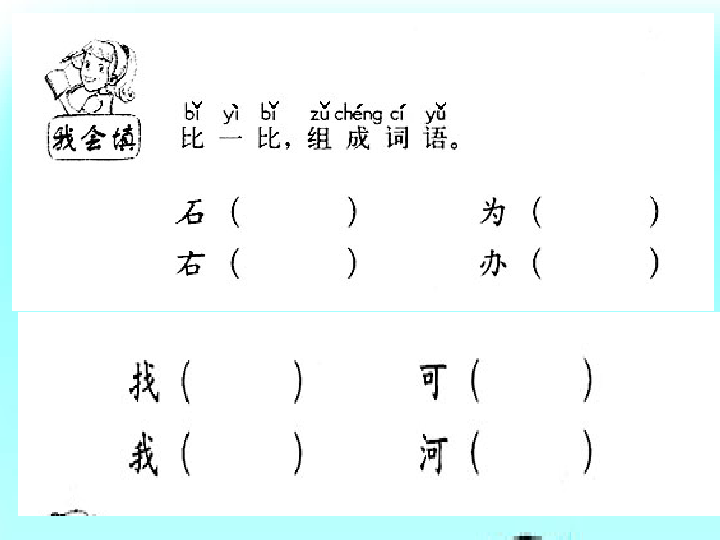 我会填
bǐ yì bǐ zǔ chéng cí yǔ
比一比，组成词语。
石（ ） 为（ ）
右（ ） 办（ ）
找（ ） 可（ ）
我（ ） 河（ ）